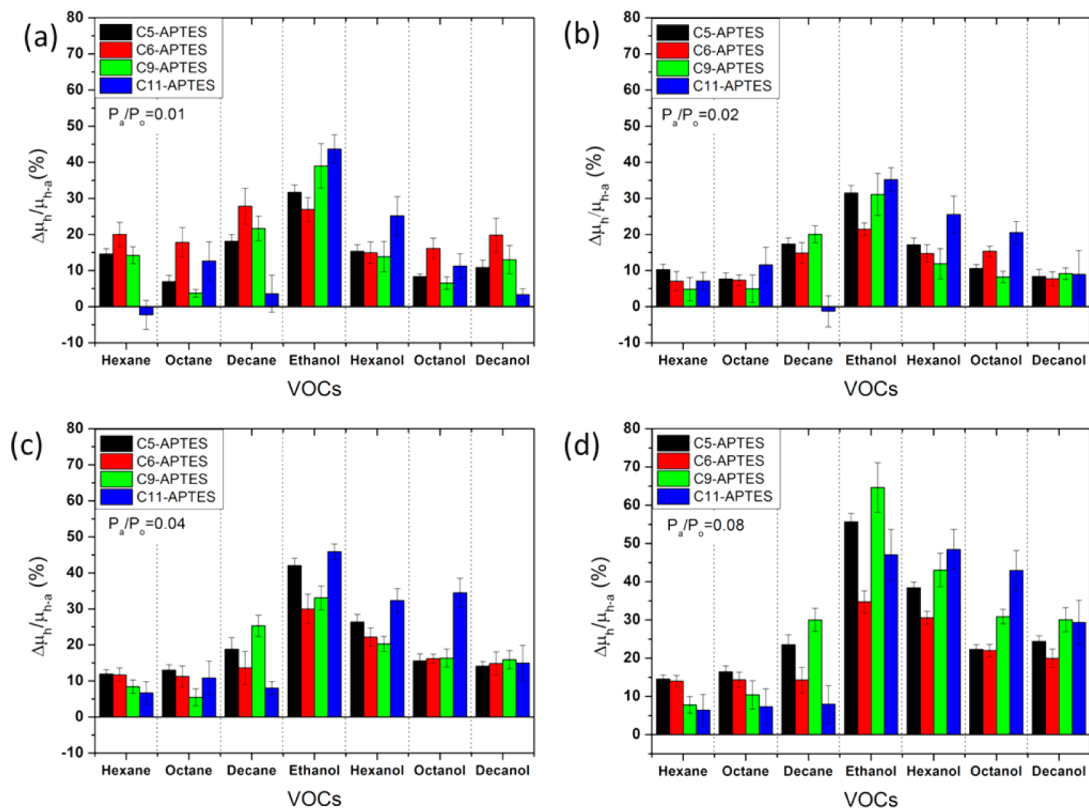 (a)
80
70
60
50
40
30
20
10
0
-10
Δμh/μh-a(%)
C5-APTES
C6-APTES
C9-APTES
C11-APTES
Pa/Po=0.01
Hexane Octane Decane Ethanol Hexanol Octanol Decanol
VOCs
(b)
80
70
60
50
40
30
20
10
0
-10
Δμh/μh-a(%)
C5-APTES
C6-APTES
C9-APTES
C11-APTES
Pa/Po=0.02
Hexane Octane Decane Ethanol Hexanol Octanol Decanol
VOCs
(c)
80
70
60
50
40
30
20
10
0
-10
Δμh/μh-a (%)
C5-APTES
C6-APTES
C9-APTES
C11-APTES
Pa/Po=0.04
Hexane Octane Decane Ethanol Hexanol Octanol Decanol
VOCs
(d)
80
70
60
50
40
30
20
10
0
Δμh/μh-a (%)
C5-APTES
C6-APTES
C9-APTES
C11-APTES
Pa/Po=0.08
Hexane Octane Decane Ethanol Hexanol Octanol Decanol
VOCs